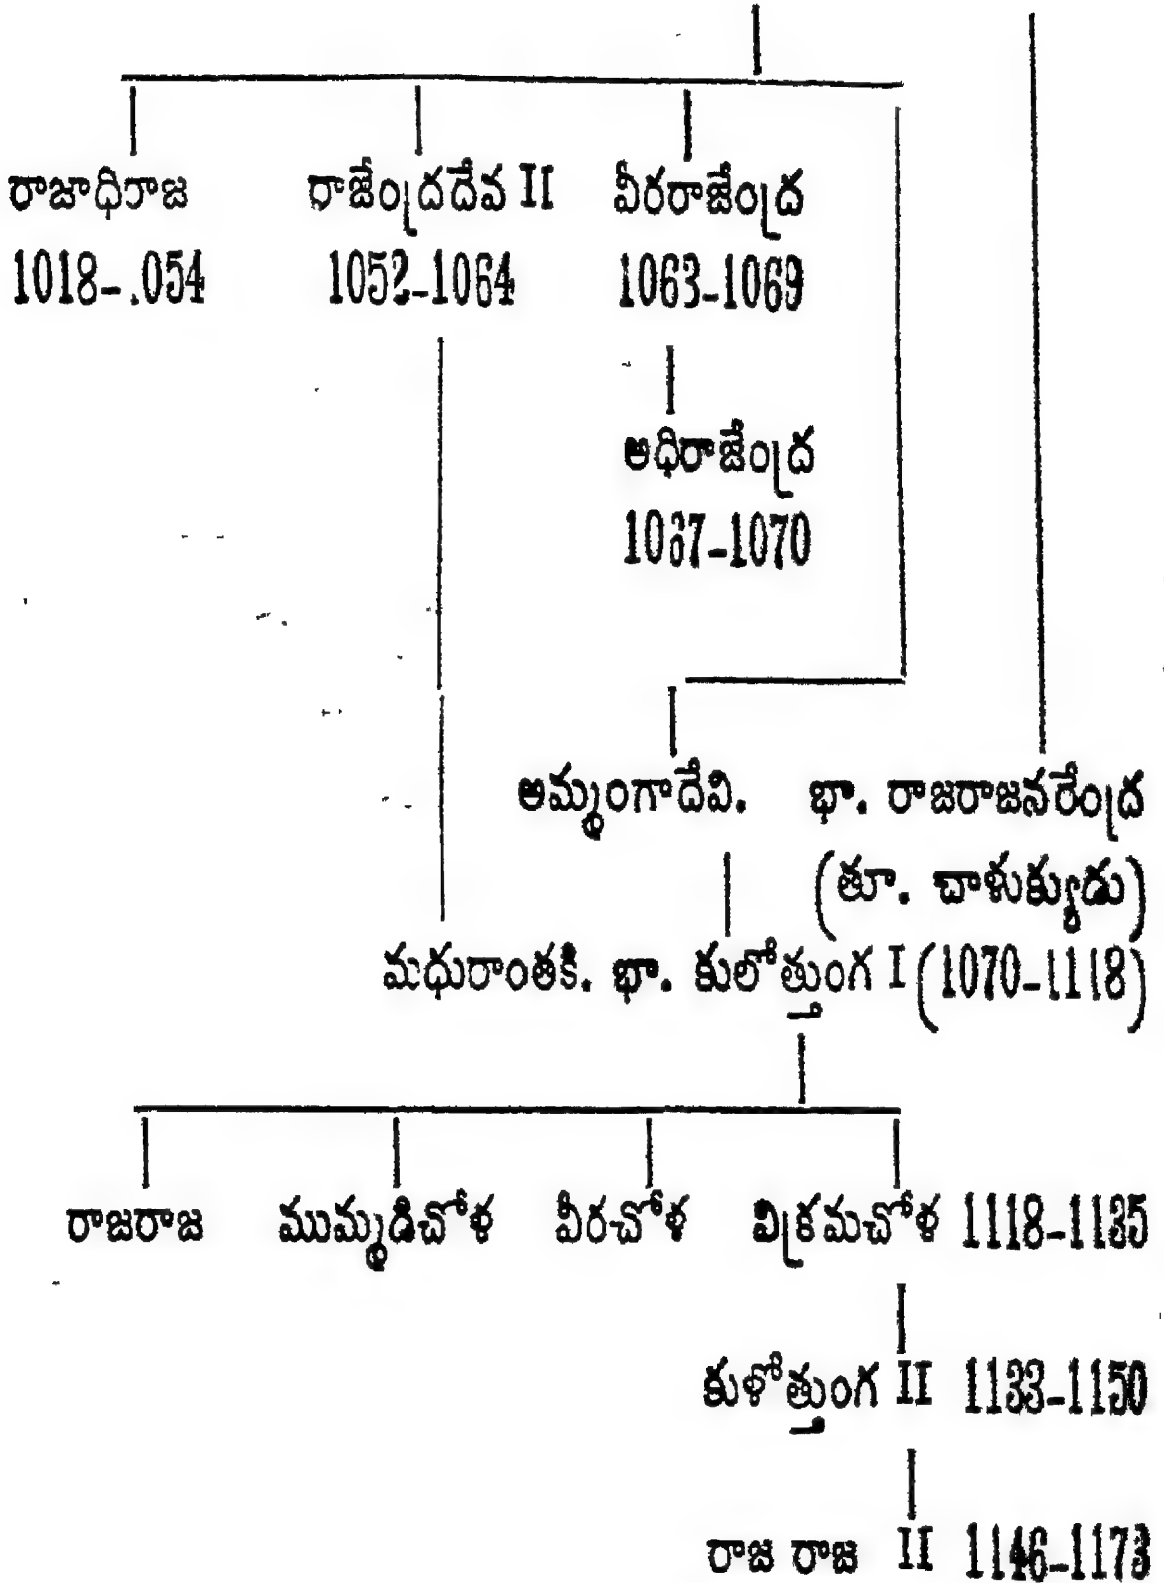 రాజాధిరాజ రాజేంద్రదేవ II వీరరాజేంద్ర
1018-.054 1052-1064 1063-1069
అధిరాజేంద్ర
1067-1070
అమ్మంగాదేవి. భా. రాజరాజనరేంద్ర
(తూ. చాళుక్యుడు)
మధురాంతకి. భా. కులోత్తుంగ I (1070-1118)
రాజరాజ ముమ్మడిచోళ వీరచోళ విక్రమచోళ 1118-1135
కుళోత్తుంగ II 1133-1150
రాజ రాజ II 1146-1173